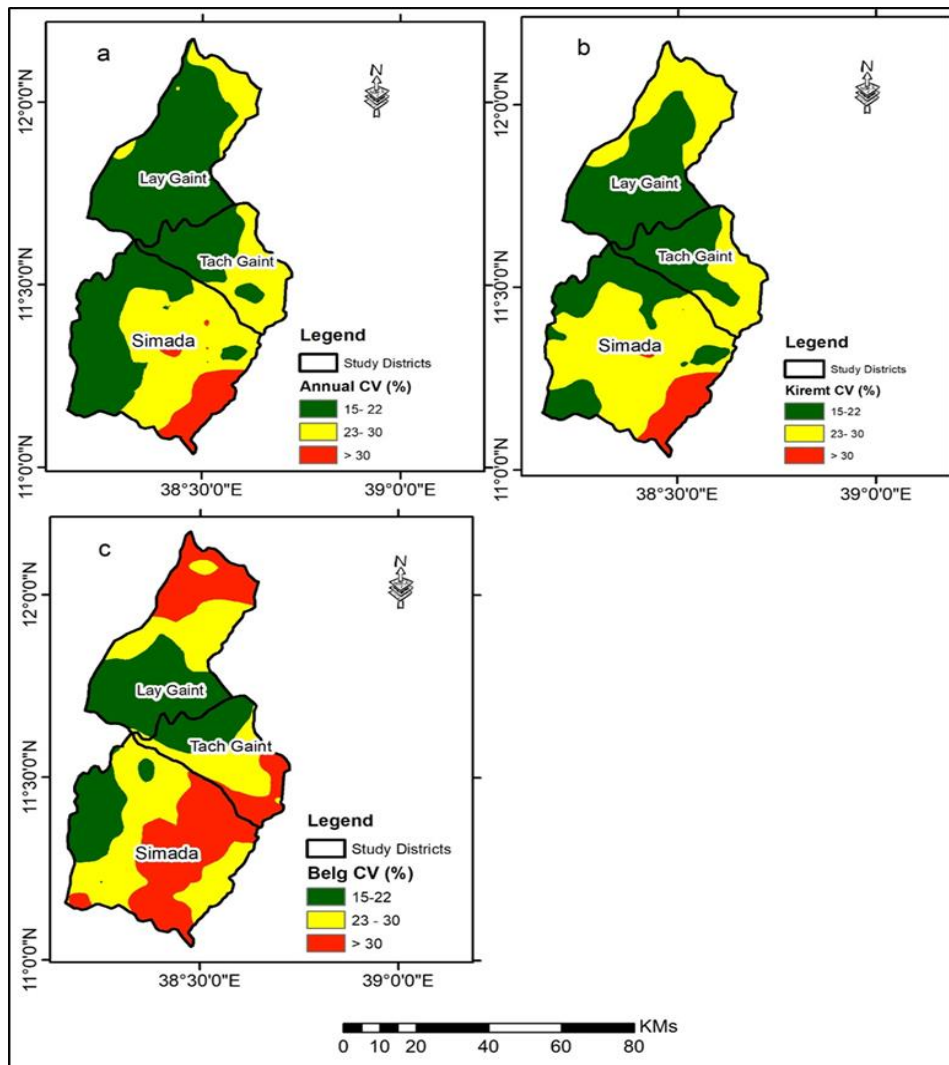 a
N
12°0'0"N
11°30'0"N
11°0'0"N
Lay Gaint
Tach Gaint
Simada
Legend
Study Districts
Annual CV (%)
15- 22
23- 30
> 30
38°30'0"E
39°0'0"E
b
N
12°0'0"N
11°30'0"N
11°0'0"N
Lay Gaint
Tach Gaint
Simada
Legend
Study Districts
Kiremt CV (%)
15-22
23- 30
> 30
38°30'0"E
39°0'0"E
c
N
12°0'0"N
11°30'0"N
11°0'0"N
Lay Gaint
Tach Gaint
Simada
Legend
Study Districts
Belg CV (%)
15-22
23 - 30
> 30
38°30'0"E
39°0'0"E
KMs
0 10 20 40 60 80